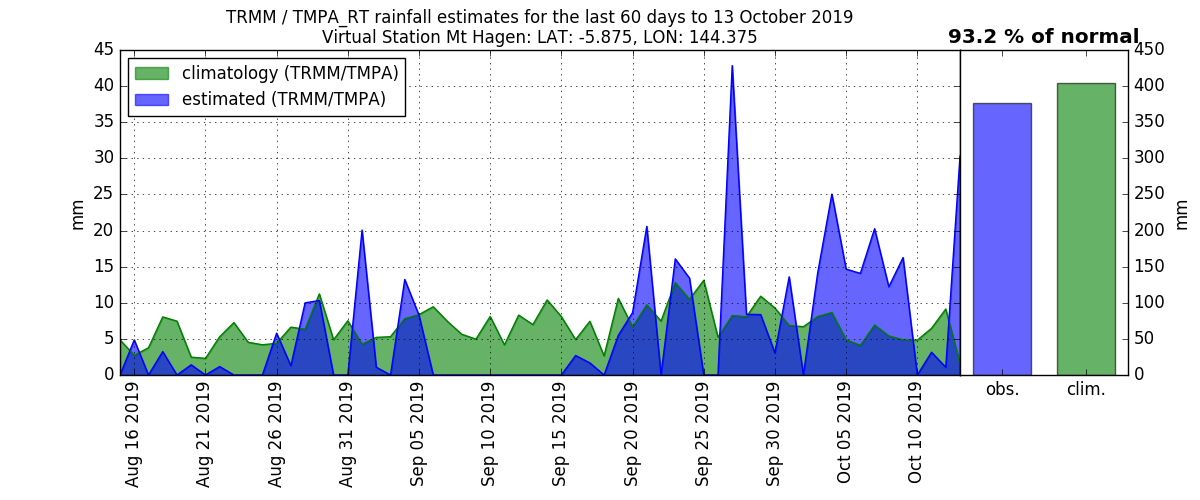 TRMM / TMPA_RT rainfall estimates for the last 60 days to 13 October 2019
Virtual Station Mt Hagen: LAT: -5.875, LON: 144.375
93.2 % of normal
climatology (TRMM/TMPA)
estimated (TRMM/TMPA)
mm
45
40
35
30
25
20
15
10
5
0
Aug 16 2019
Aug 21 2019
Aug 26 2019
Aug 31 2019
Sep 05 2019
Sep 10 2019
Sep 15 2019
Sep 20 2019
Sep 25 2019
Sep 30 2019
Oct 05 2019
Oct 10 2019
obs.
clim.
450
400
350
300
250
200
150
100
50
0
mm